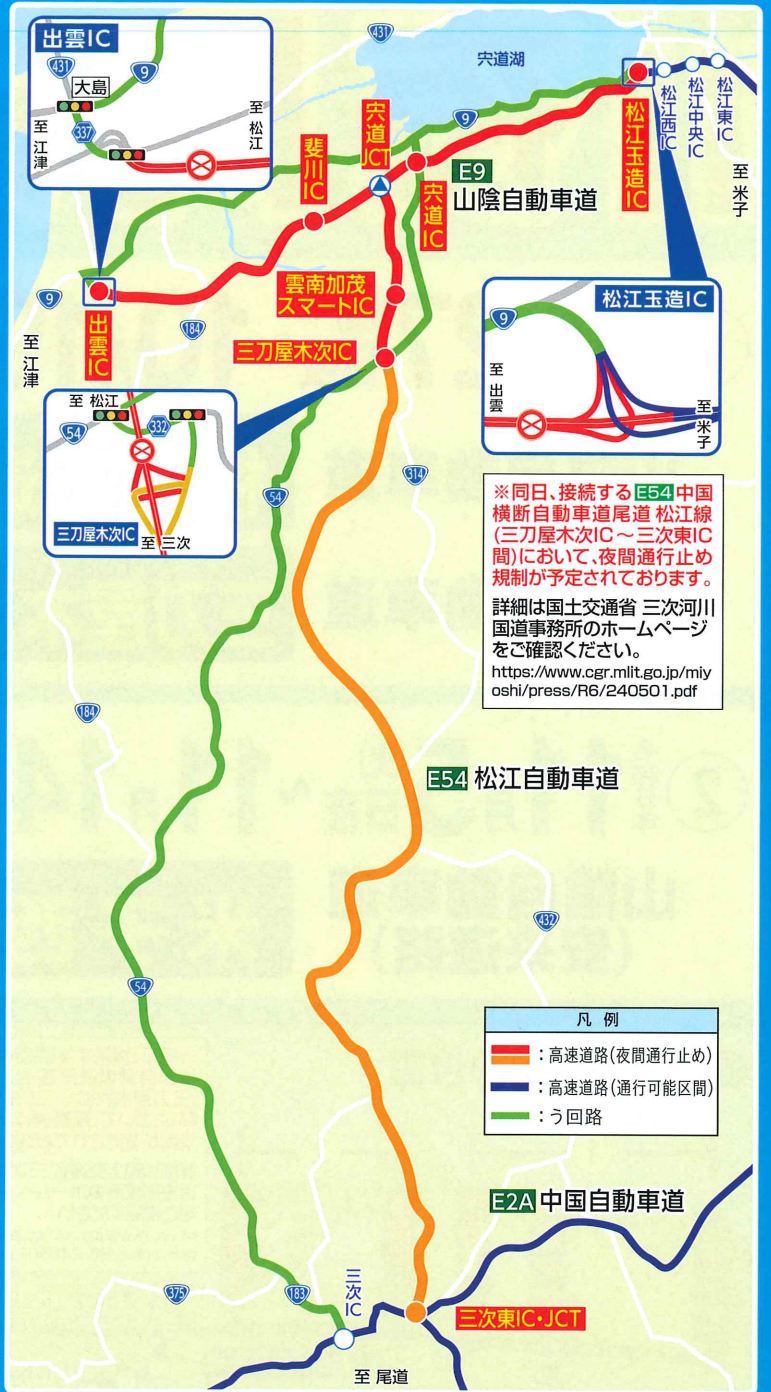 出雲IC
431
9
大島
337
至 江津
至 松江
431
宍道湖
9
松江玉造IC
松江西IC
松江中央IC
松江東IC
至 米子
宍道JCT
斐川IC
宍道IC
E9
山陰自動車道
雲南加茂
スマートIC
9
出雲IC
至 江津
184
三刀屋木次IC
松江玉造IC
9
至 出雲
至 米子
至 松江
54
332
三刀屋木次IC
至 三次
314
54
※同日、接続するE54中国
横断自動車道尾道 松江線
(三刀屋木次IC～三次東IC
間)において、夜間通行止め
規制が予定されております。
詳細は国土交通省 三次河川
国道事務所のホームページ
をご確認ください。
https://www.cgr.mlit.go.jp/miy
oshi/press/R6/240501.pdf
184
E54 松江自動車道
432
54
凡例
：高速道路(夜間通行止め)
：高速道路(通行可能区間)
：う回路
E2A 中国自動車道
375
183
三次IC
三次東IC・JCT
至 尾道